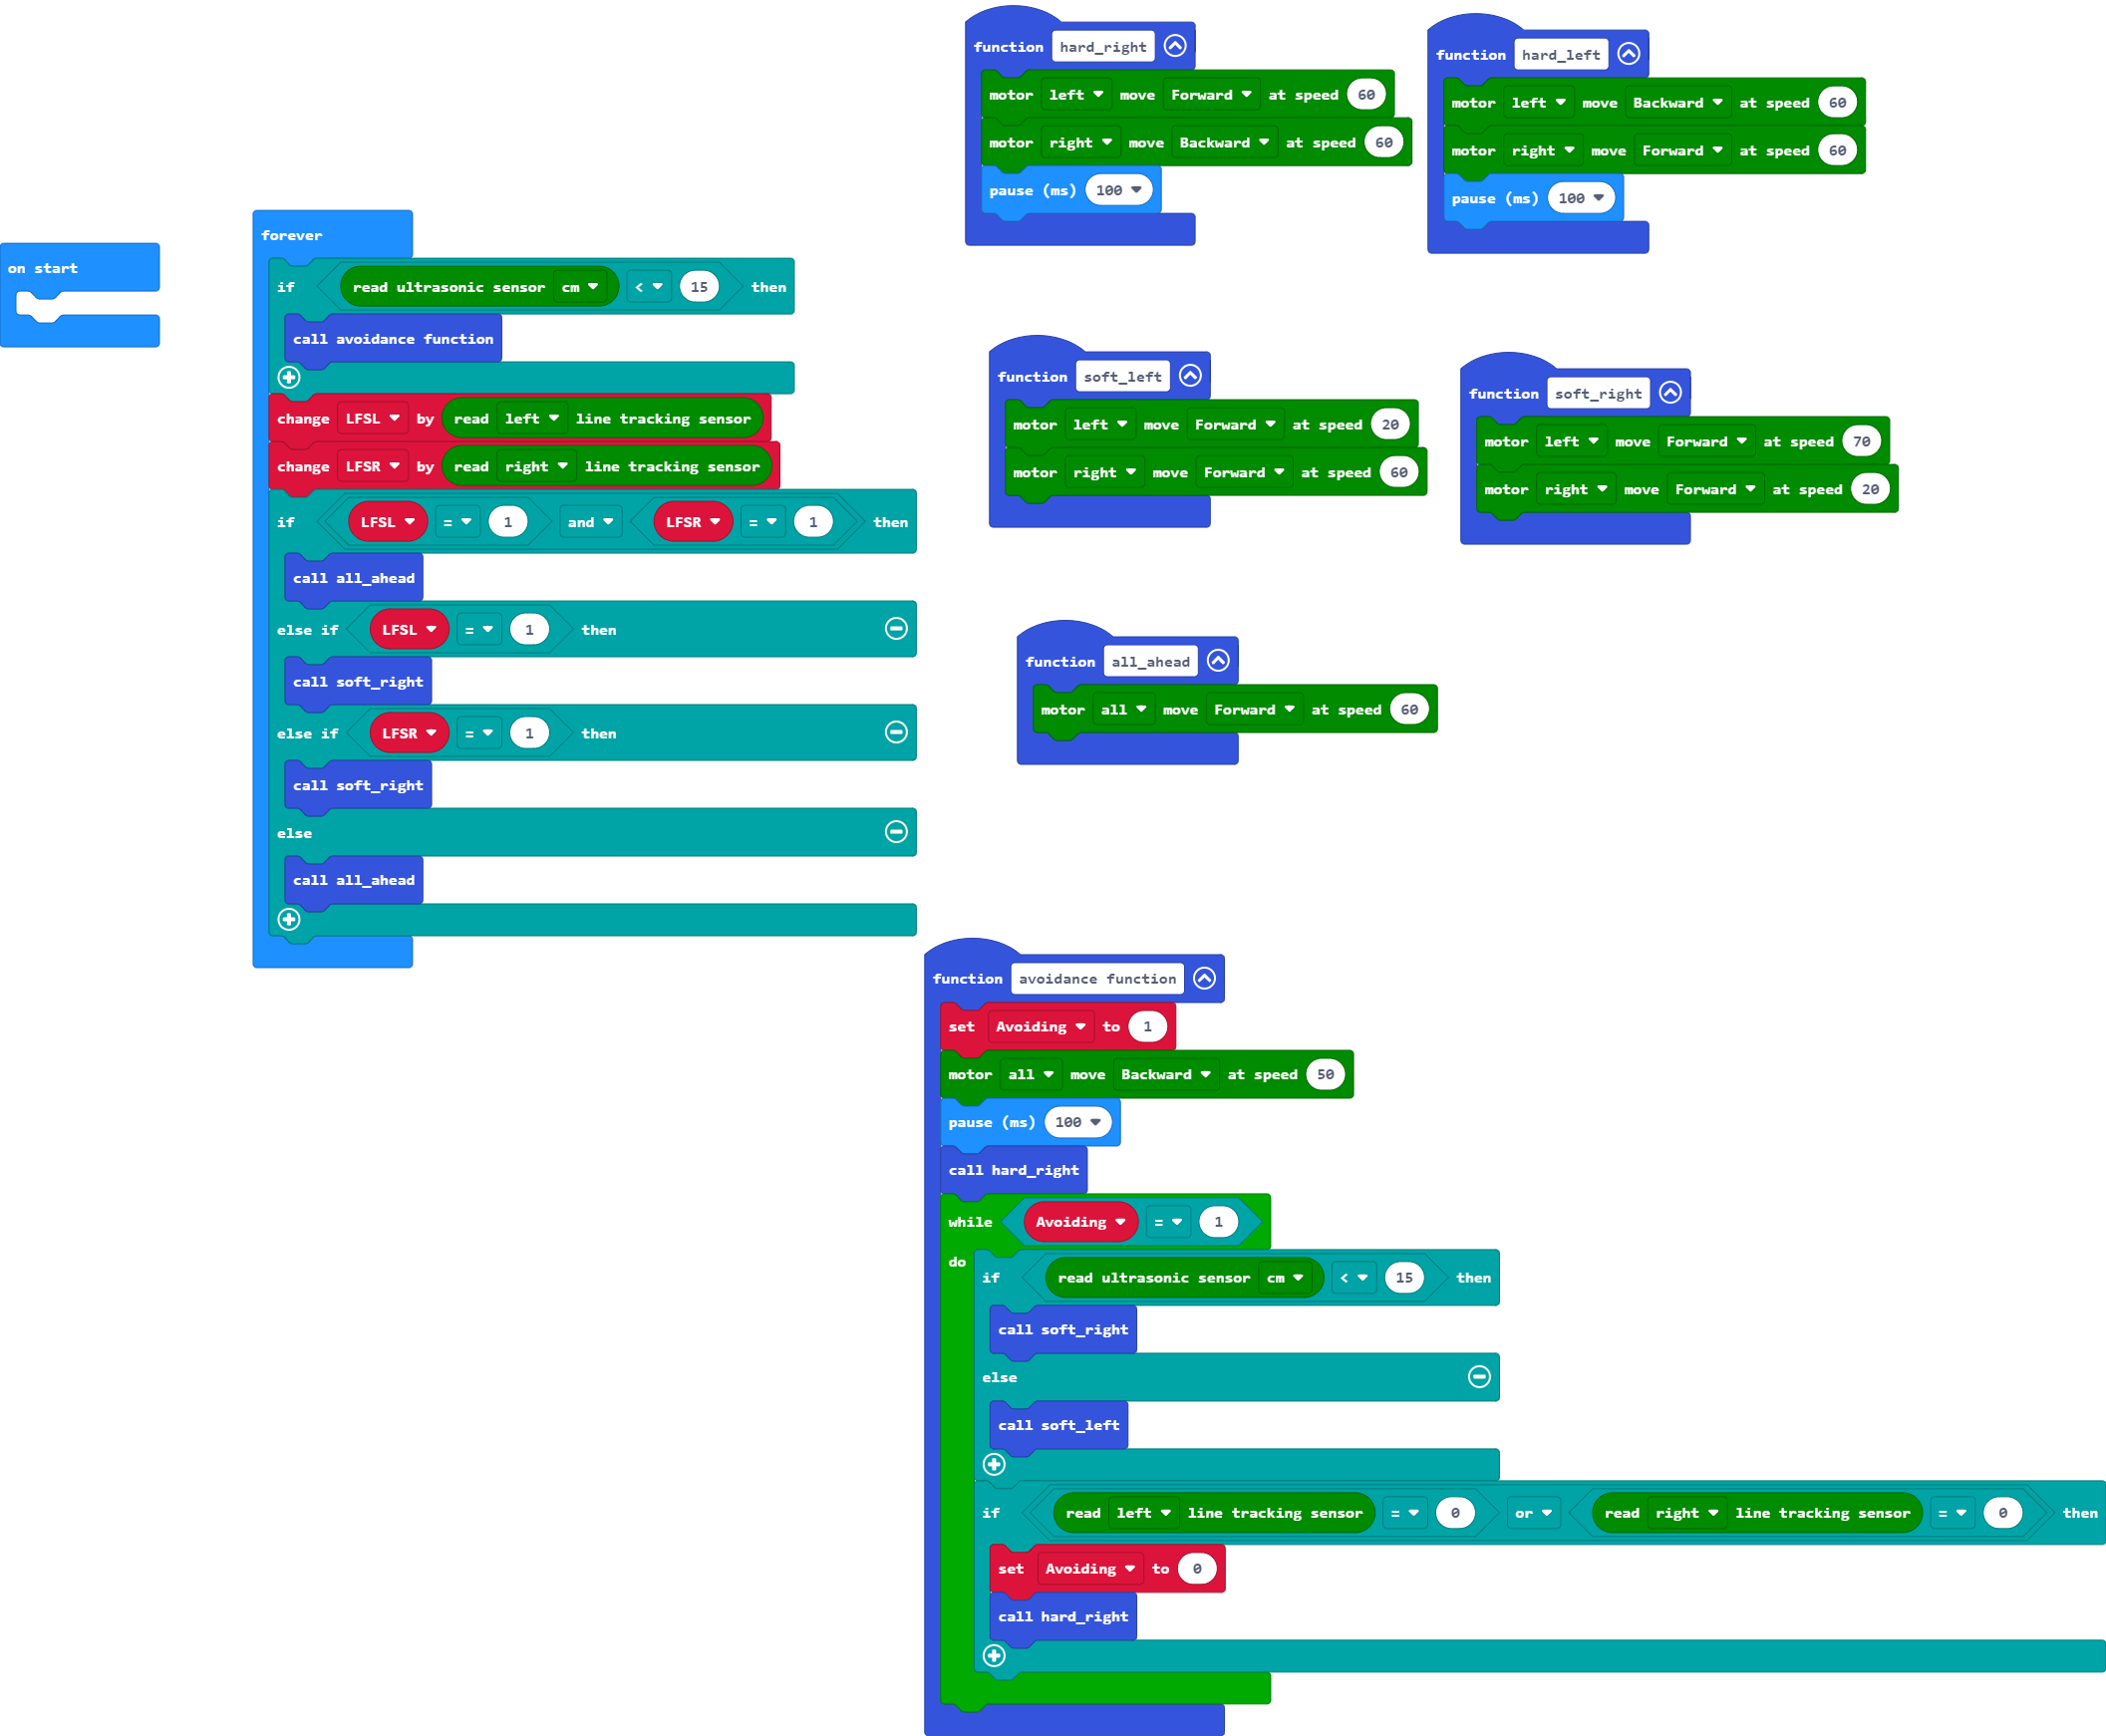 on start
forever
if read ultrasonic sensor cm < 15 then
call avoidance function
change LFSL by read left line tracking sensor
change LFSR by read right line tracking sensor
if LFSL = 1 and LFSR = 1 then
call all_ahead
else if LFSL = 1 then
call soft_right
else if LFSR = 1 then
call soft_right
else
call all_ahead
function hard_right
motor left move Forward at speed 60
motor right move Backward at speed 60
pause (ms) 100
function hard_left
motor left move Backward at speed 60
motor right move Forward at speed 60
pause (ms) 100
function soft_left
motor left move Forward at speed 20
motor right move Forward at speed 60
function soft_right
motor left move Forward at speed 70
motor right move Forward at speed 20
function all_ahead
motor all move Forward at speed 60
function avoidance function
set Avoiding to 1
motor all move Backward at speed 50
pause (ms) 100
call hard_right
while Avoiding = 1
do
if read ultrasonic sensor cm < 15 then
call soft_right
else
call soft_left
if read left line tracking sensor = 0 or read right line tracking sensor = 0 then
set Avoiding to 0
call hard_right